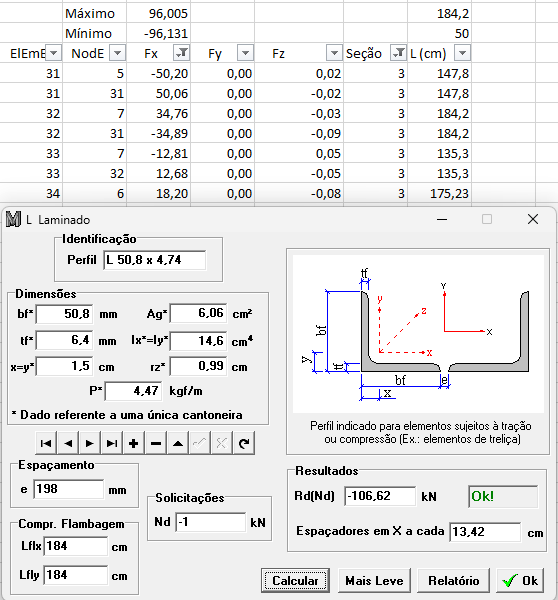 Máximo 96,005 184,2
Mínimo -96,131 50
ElEmE NodE Fx Fy Fz Seção L (cm)
31 5 -50,20 0,00 0,02 3 147,8
31 31 50,06 0,00 -0,02 3 147,8
32 7 34,76 0,00 -0,03 3 184,2
32 31 -34,89 0,00 -0,09 3 184,2
33 7 -12,81 0,00 0,05 3 135,3
33 32 12,68 0,00 -0,05 3 135,3
34 6 18,20 0,00 -0,08 3 175,23
L Laminado
Identificação
Perfil L 50,8 x 4,74
Dimensões
bf* 50,8 mm Ag* 6,06 cm²
tf* 6,4 mm Ix*=Iy* 14,6 cm4
x=y* 1,5 cm rz* 0,99 cm
P* 4,47 kgf/m
* Dado referente a uma única cantoneira
tf
Y
y
z
x
X
bf
y
tf
bf
e
x
Perfil indicado para elementos sujeitos à tração
ou compressão (Ex.: elementos de treliça)
Espaçamento
e 198 mm
Compr. Flambagem
Lflx 184 cm
Lfly 184 cm
Solicitações
Nd -1 kN
Resultados
Rd(Nd) -106,62 kN Ok!
Espaçadores em X a cada 13,42 cm
Calcular Mais Leve Relatório Ok